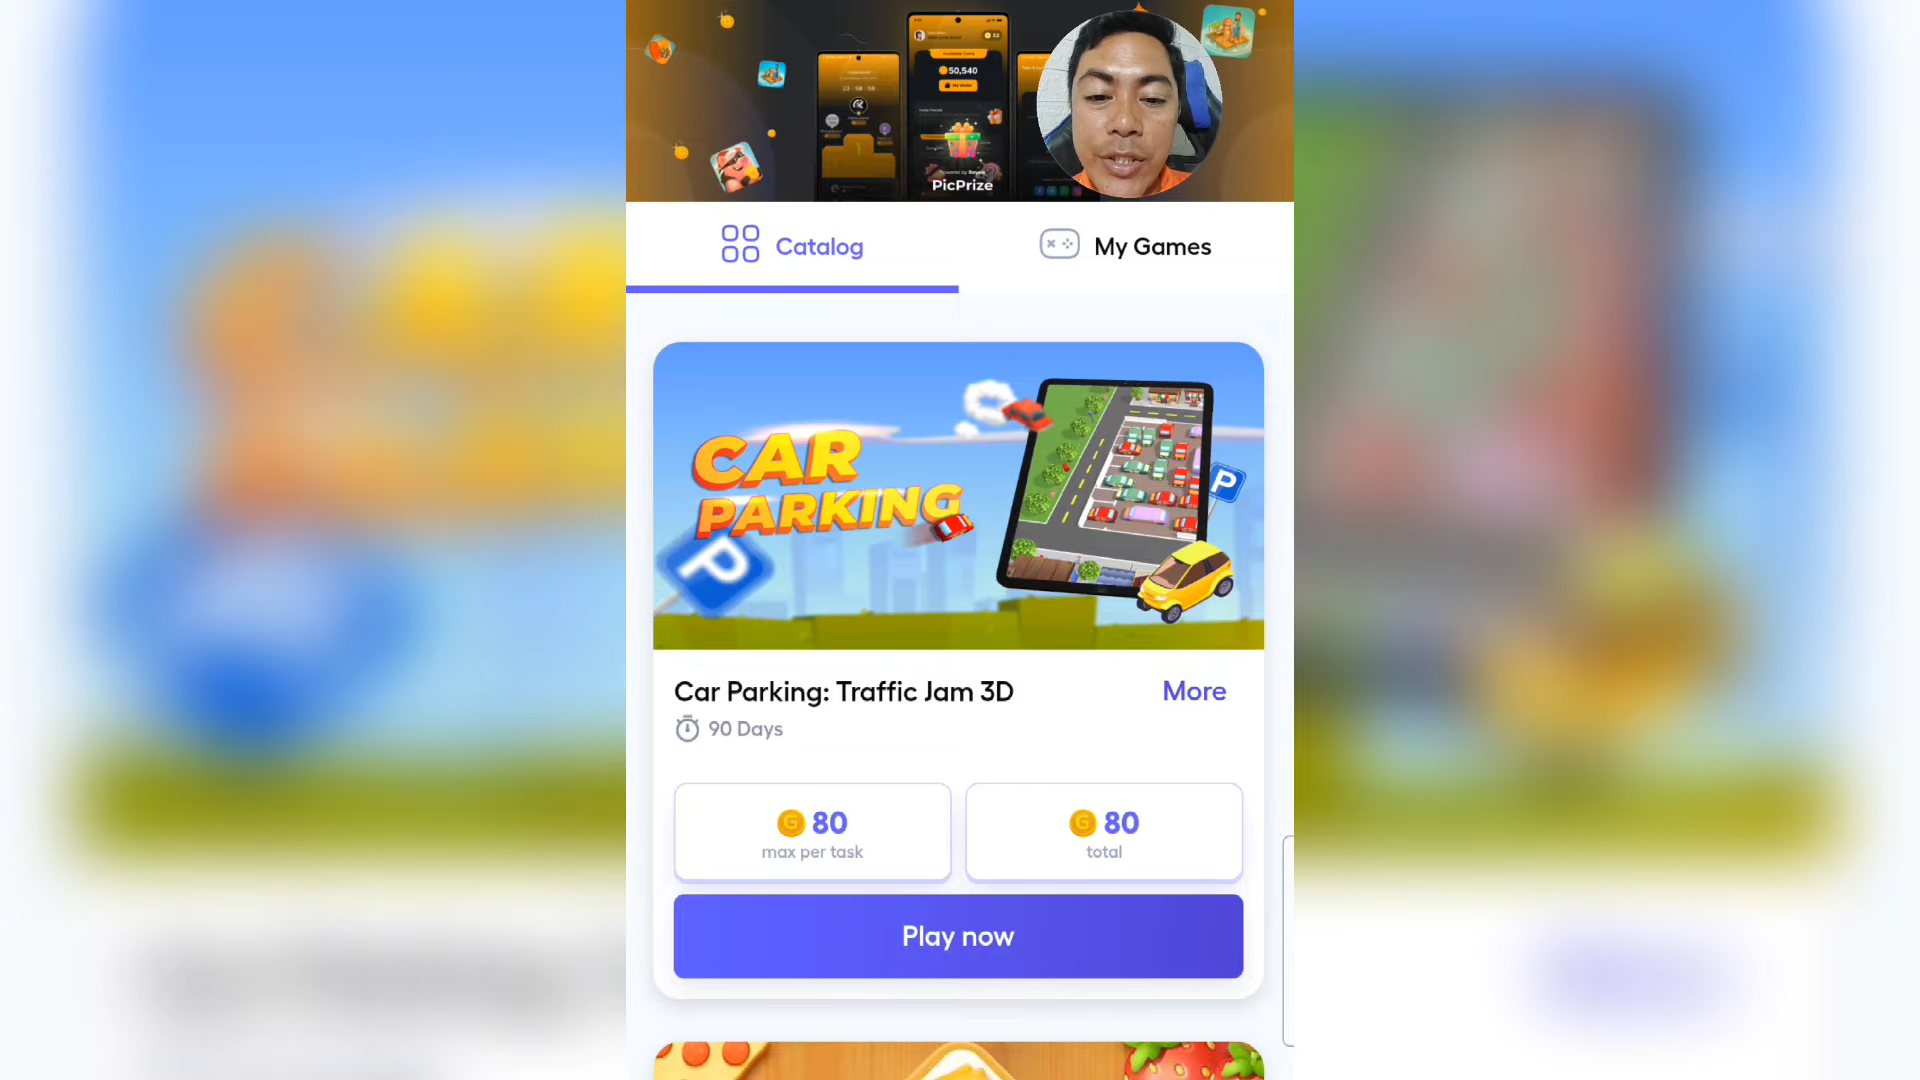 50,540
PicPrize
Catalog
My Games
CAR
PARKING
P
P
Car Parking: Traffic Jam 3D
More
90 Days
80
max per task
80
total
Play now